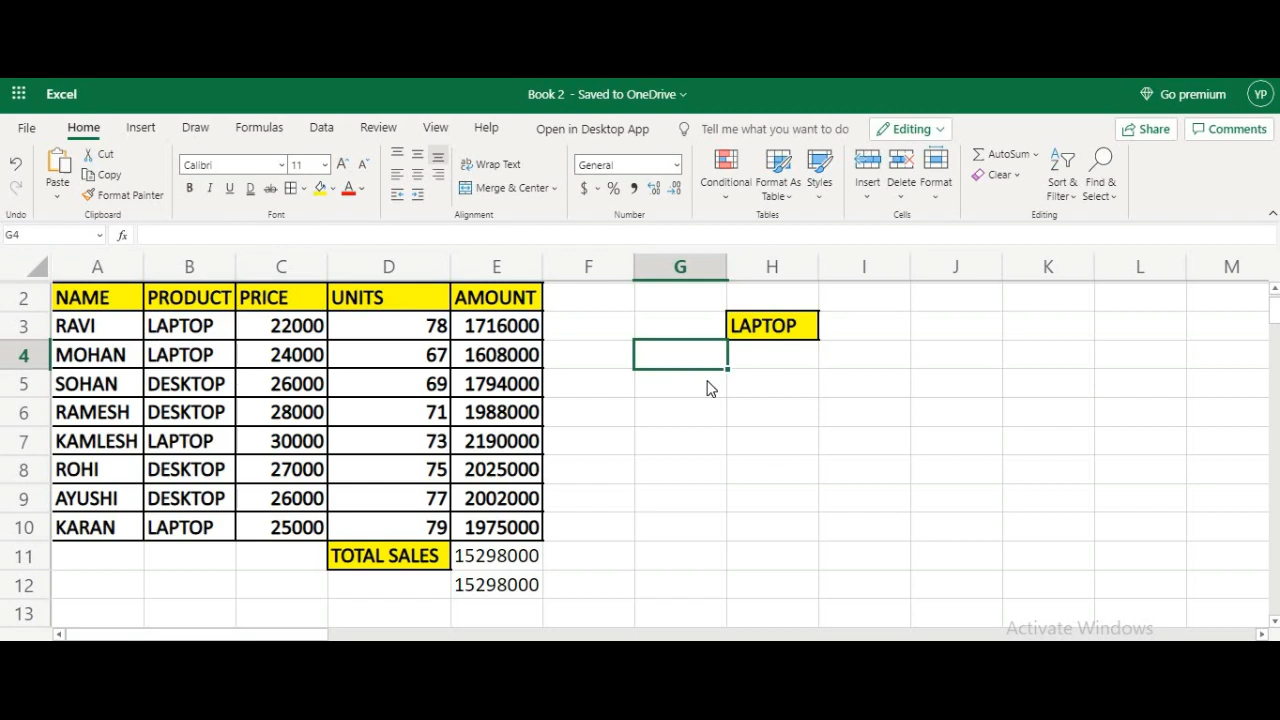 Excel
Book 2 - Saved to OneDrive
Go premium
YP
File Home Insert Draw Formulas Data Review View Help Open in Desktop App Tell me what you want to do Editing Share Comments
Paste Cut Copy Format Painter
Calibri 11
B I U D ab A
Wrap Text
Merge & Center
General
$ % 9
Conditional Format As Table Styles
Insert Delete Format
AutoSum
Clear
Sort & Filter Find & Select
Undo Clipboard Font Alignment Number Tables Cells Editing
G4 fx
A B C D E F G H I J K L M
2 NAME PRODUCT PRICE UNITS AMOUNT
3 RAVI LAPTOP 22000 78 1716000 LAPTOP
4 MOHAN LAPTOP 24000 67 1608000
5 SOHAN DESKTOP 26000 69 1794000
6 RAMESH DESKTOP 28000 71 1988000
7 KAMLESH LAPTOP 30000 73 2190000
8 ROHI DESKTOP 27000 75 2025000
9 AYUSHI DESKTOP 26000 77 2002000
10 KARAN LAPTOP 25000 79 1975000
11 TOTAL SALES 15298000
12 15298000
13
Activate Windows